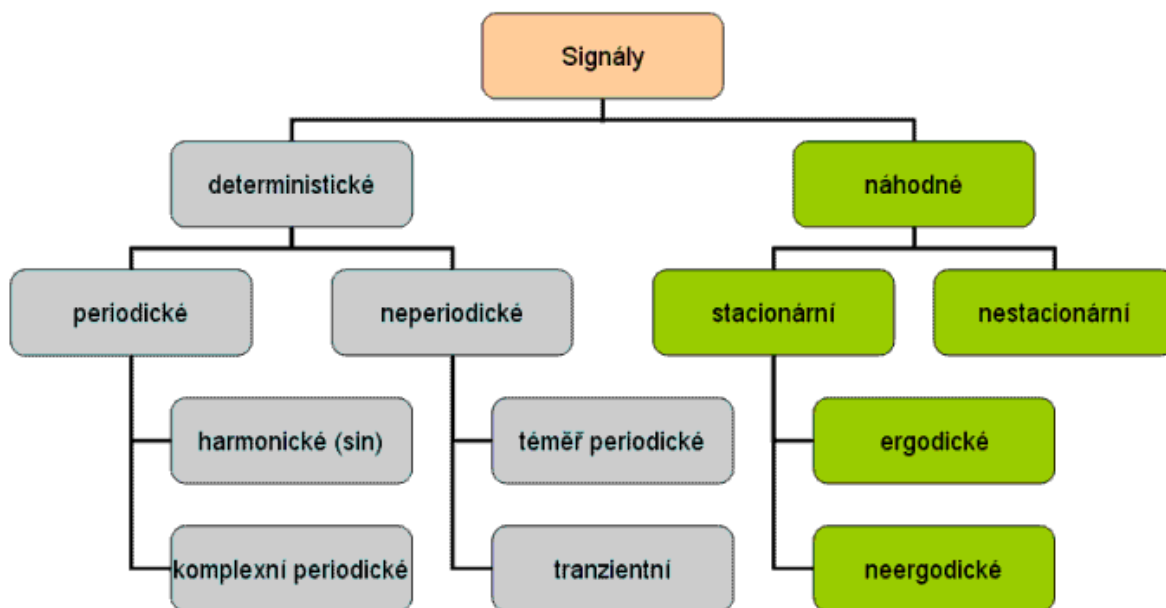 Signály
deterministické
náhodné
periodické
neperiodické
stacionární
nestacionární
harmonické (sin)
téměř periodické
ergodické
komplexní periodické
tranzientní
neergodické